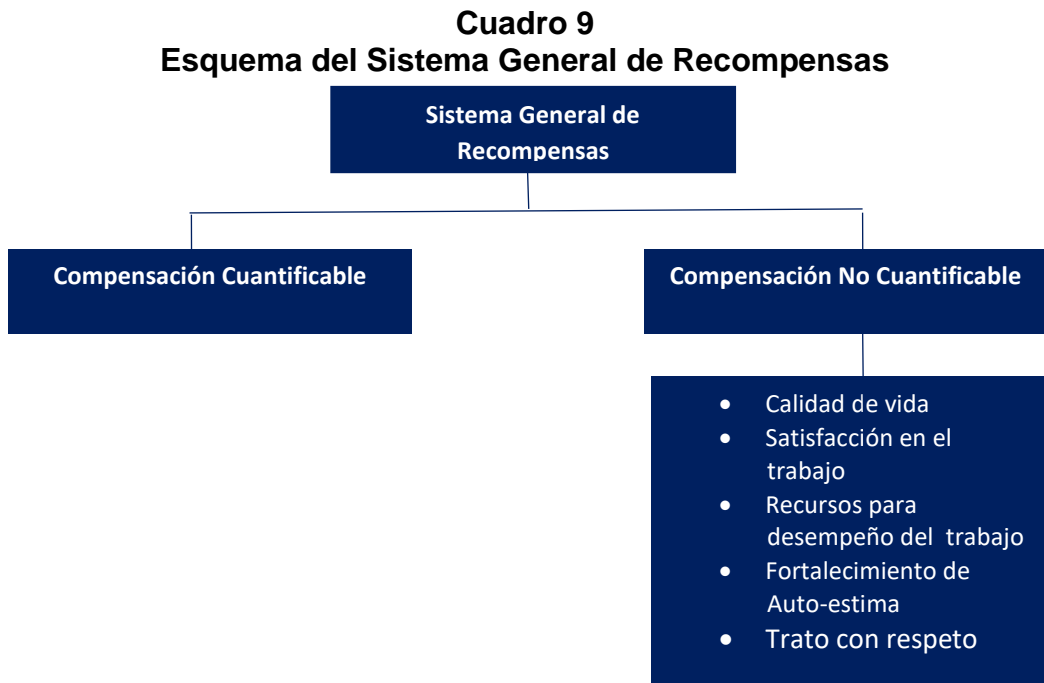 Cuadro 9
Esquema del Sistema General de Recompensas
Sistema General de
Recompensas
Compensación Cuantificable
Compensación No Cuantificable
• Calidad de vida
• Satisfacción en el
trabajo
• Recursos para
desempeño del trabajo
• Fortalecimiento de
Auto-estima
• Trato con respeto